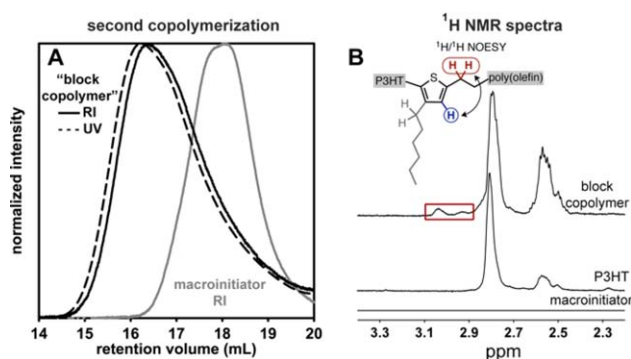 second copolymerization
A
"block
copolymer"
RI
UV
macroinitiator
RI
normalized intensity
14 15 16 17 18 19 20
retention volume (mL)
¹H NMR spectra
B
¹H/¹H NOESY
H H
P3HT
S
poly(olefin)
H
H
H
block
copolymer
P3HT
macroinitiator
3.3 3.1 2.9 2.7 2.5 2.3
ppm